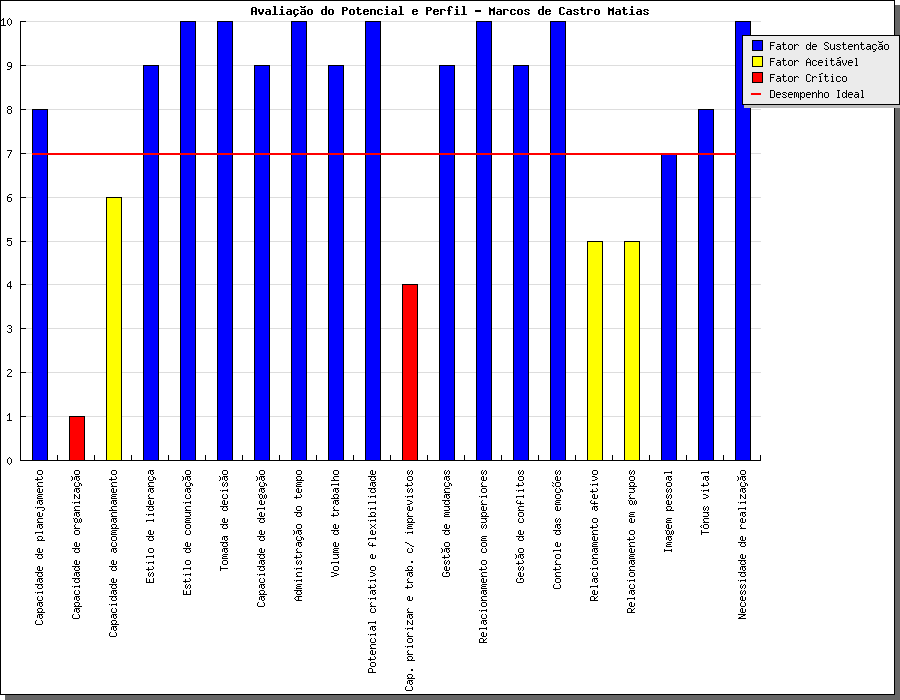 Avaliação do Potencial e Perfil - Marcos de Castro Matias
10
9
8
7
6
5
4
3
2
1
0
Fator de Sustentação
Fator Aceitável
Fator Crítico
Desempenho Ideal
Capacidade de planejamento
Capacidade de organização
Capacidade de acompanhamento
Estilo de liderança
Estilo de comunicação
Tomada de decisão
Capacidade de delegação
Administração do tempo
Volume de trabalho
Potencial criativo e flexibilidade
Cap. priorizar e trab. c/ imprevistos
Gestão de mudanças
Relacionamento com superiores
Gestão de conflitos
Controle das emoções
Relacionamento afetivo
Relacionamento em grupos
Imagem pessoal
Tônus vital
Necessidade de realização